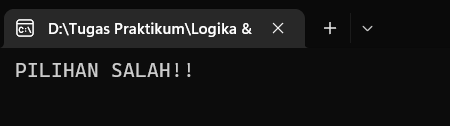 D:\Tugas Praktikum\Logika &
PILIHAN SALAH!!